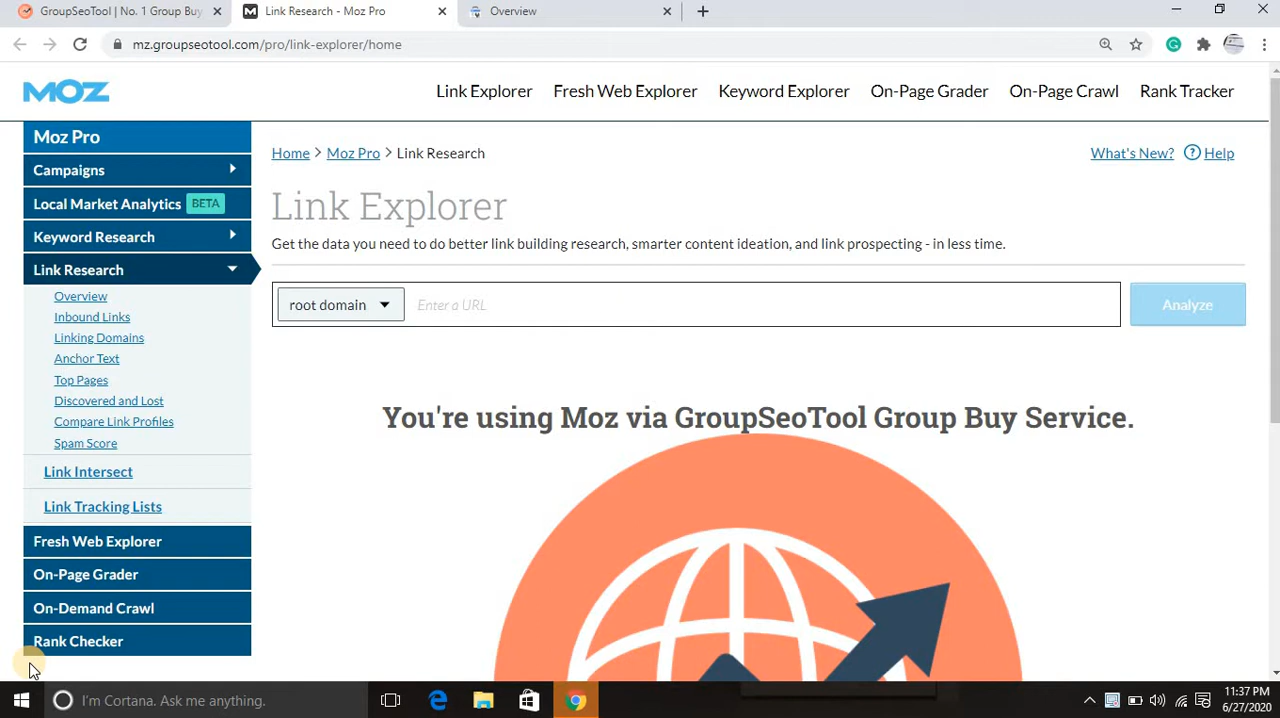 GroupSeoTool | No. 1 Group Buy
Link Research - Moz Pro
Overview
mz.groupseotool.com/pro/link-explorer/home
MOZ
Link Explorer
Fresh Web Explorer
Keyword Explorer
On-Page Grader
On-Page Crawl
Rank Tracker
Moz Pro
Campaigns
Local Market Analytics BETA
Keyword Research
Link Research
Overview
Inbound Links
Linking Domains
Anchor Text
Top Pages
Discovered and Lost
Compare Link Profiles
Spam Score
Link Intersect
Link Tracking Lists
Fresh Web Explorer
On-Page Grader
On-Demand Crawl
Rank Checker
Home > Moz Pro > Link Research
What's New? ? Help
Link Explorer
Get the data you need to do better link building research, smarter content ideation, and link prospecting - in less time.
root domain
Enter a URL
Analyze
You're using Moz via GroupSeoTool Group Buy Service.
I'm Cortana. Ask me anything.
11:37 PM
6/27/2020